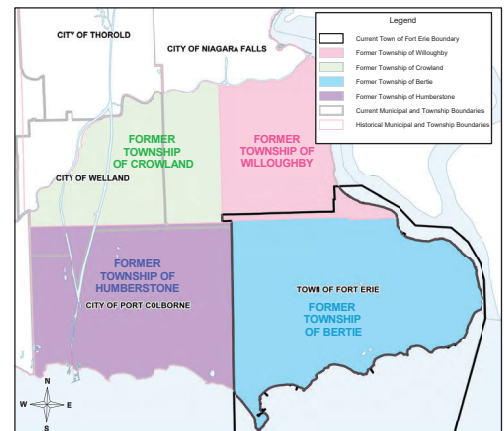 CITY OF THOROLD
CITY OF NIAGARA FALLS
Legend
Current Town of Fort Erie Boundary
Former Township of Willoughby
Former Township of Crowland
Former Township of Bertie
Former Township of Humberstone
Current Municipal and Township Boundaries
Historical Municipal and Township Boundaries
FORMER
TOWNSHIP
OF CROWLAND
FORMER
TOWNSHIP OF
WILLOUGHBY
CITY OF WELLAND
FORMER
TOWNSHIP OF
HUMBERSTONE
CITY OF PORT COLBORNE
TOWN OF FORT ERIE
FORMER
TOWNSHIP
OF BERTIE
N
W E
S